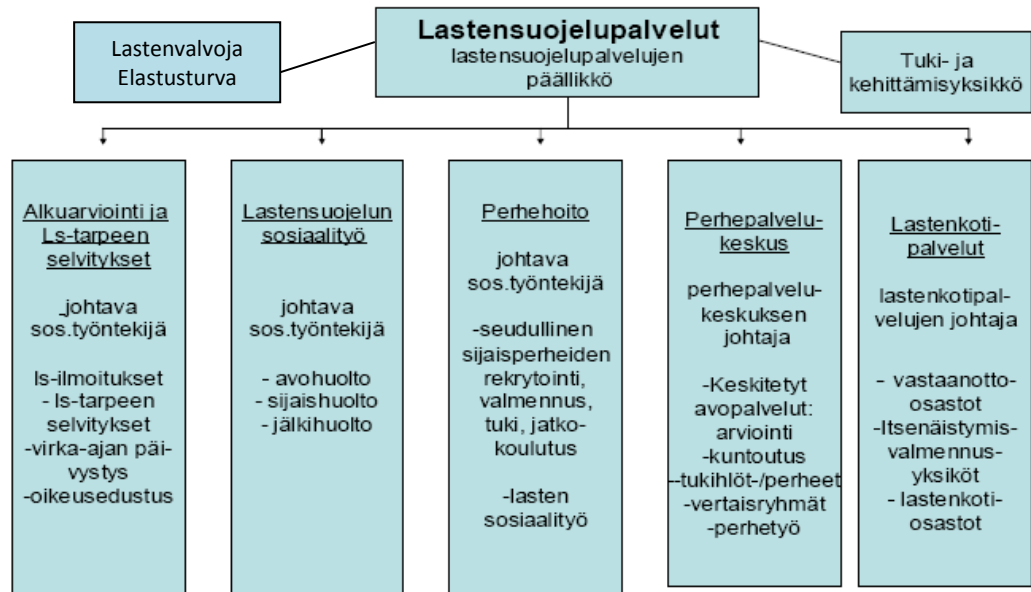 Lastenvalvoja
Elastusturva
Lastensuojelupalvelut
lastensuojelupalvelujen
päällikkö
Tuki- ja
kehittämisyksikkö
Alkuarviointi ja
Ls-tarpeen
selvitykset
johtava
sos.työntekijä
ls-ilmoitukset
- ls-tarpeen
selvitykset
-virka-ajan päi-
vystys
-oikeusedustus
Lastensuojelun
sosiaalityö
johtava
sos.työntekijä
- avohuolto
- sijaishuolto
- jälkihuolto
Perhehoito
johtava
sos.työntekijä
-seudullinen
sijaisperheiden
rekrytointi,
valmennus,
tuki, jatko-
koulutus
-lasten
sosiaalityö
Perhepalvelu-
keskus
perhepalvelu-
keskuksen
johtaja
-Keskitetyt
avopalvelut:
arviointi
-kuntoutus
--tukihlöt-/perheet
-vertaisryhmät
-perhetyö
Lastenkoti-
palvelut
lastenkotipal-
velujen johtaja
- vastaanotto-
osastot
-Itsenäistymis-
valmennus-
yksiköt
- lastenkoti-
osastot